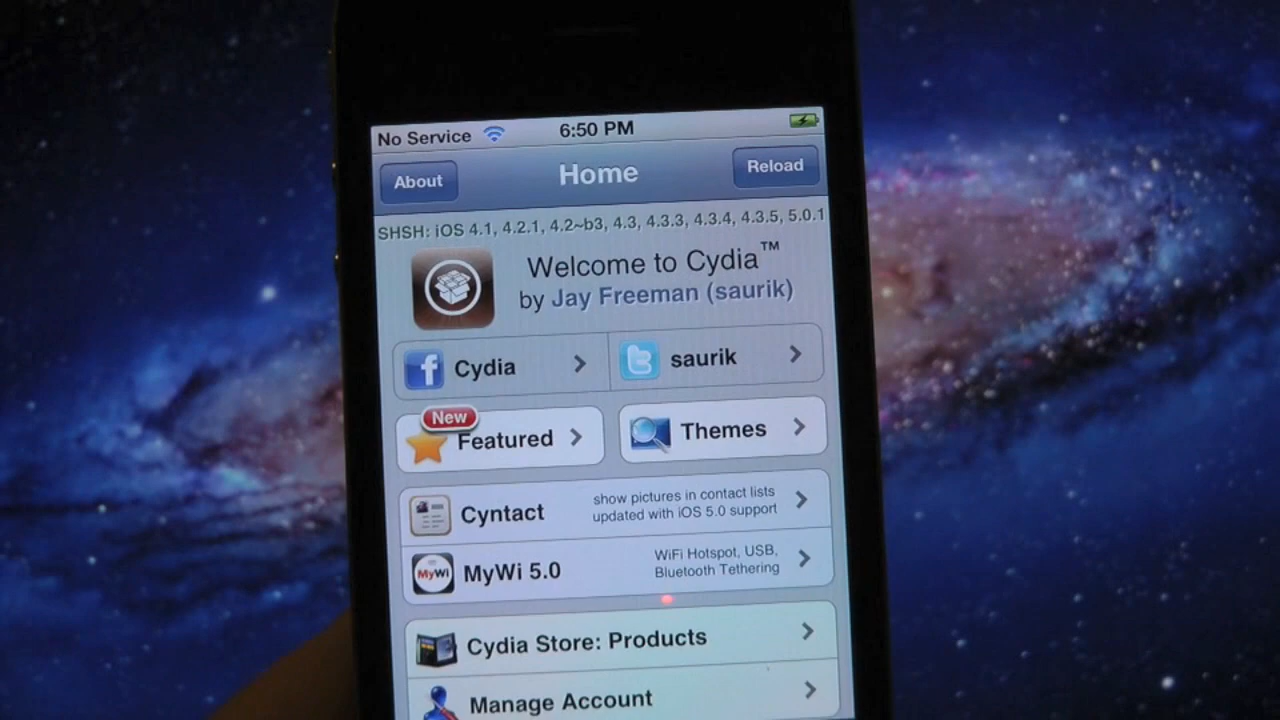 No Service 6:50 PM
About Home Reload
SHSH: iOS 4.1, 4.2.1, 4.2~b3, 4.3, 4.3.3, 4.3.4, 4.3.5, 5.0.1
Welcome to Cydia™
by Jay Freeman (saurik)
f Cydia t saurik
New
Featured Themes
Cyntact show pictures in contact lists
updated with iOS 5.0 support
MyWi MyWi 5.0 WiFi Hotspot, USB,
Bluetooth Tethering
Cydia Store: Products
Manage Account